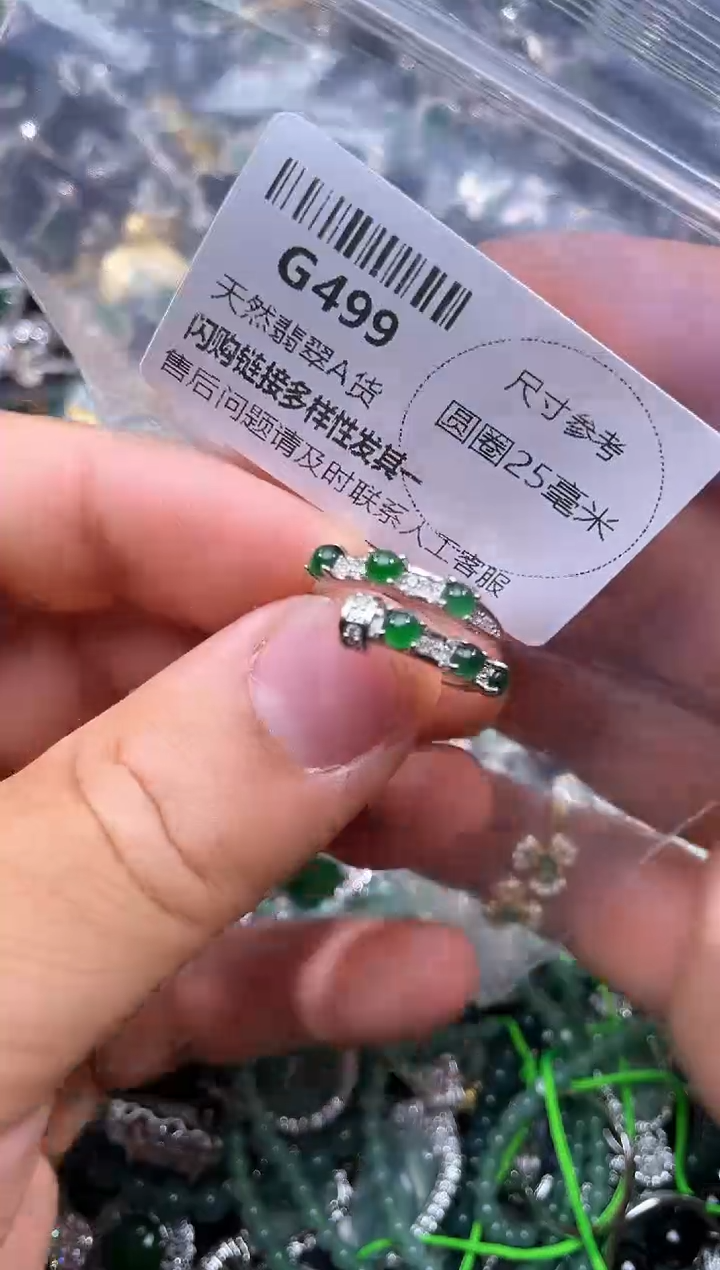 G499
天然翡翠A货
闪购链接多样性发其一
售后问题请及时联系人工客服
尺寸参考
圆圈25毫米